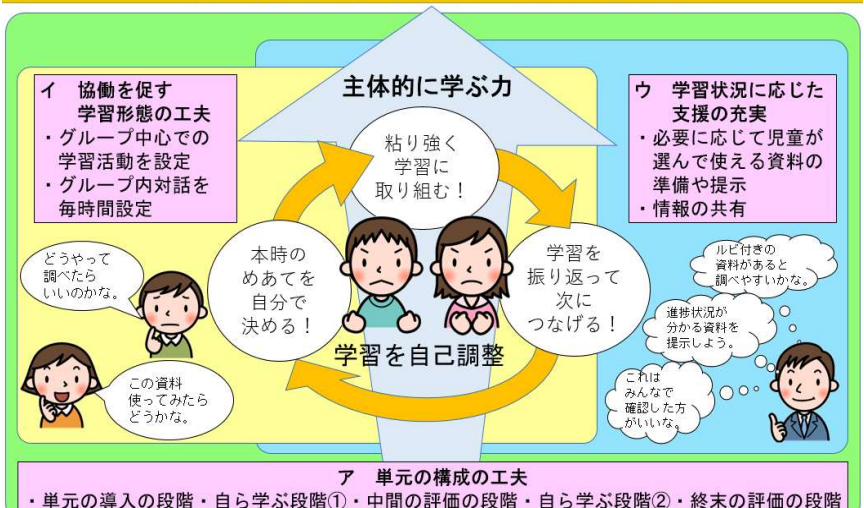 主体的に学ぶ力
イ　協働を促す
学習形態の工夫
・グループ中心での
学習活動を設定
・グループ内対話を
毎時間設定
ウ　学習状況に応じた
支援の充実
・必要に応じて児童が
選んで使える資料の
準備や提示
・情報の共有
粘り強く
学習に
取り組む！
本時の
めあてを
自分で
決める！
学習を
振り返って
次に
つなげる！
学習を自己調整
どうやって
調べたら
いいのかな。
この資料
使ってみたら
どうかな。
ルビ付きの
資料があると
調べやすいかな。
進捗状況が
分かる資料を
提示しよう。
これは
みんなで
確認した方
がいいな。
ア　単元の構成の工夫
・単元の導入の段階・自ら学ぶ段階①・中間の評価の段階・自ら学ぶ段階②・終末の評価の段階